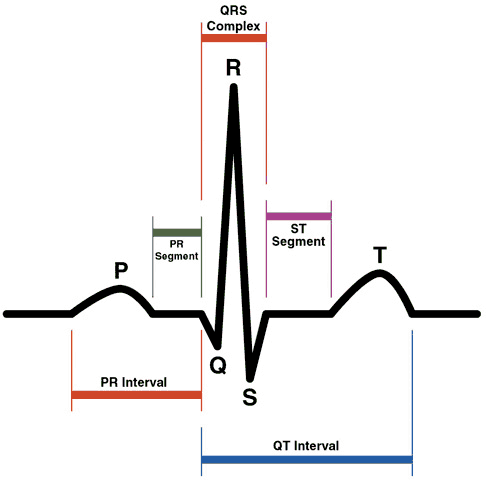 QRS
Complex
R
PR
Segment
ST
Segment
P
T
Q
S
PR Interval
QT Interval